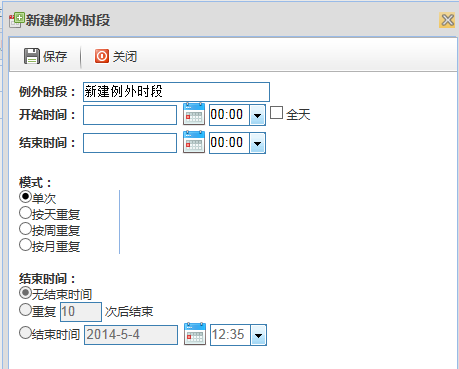 新建例外时段
保存 关闭
例外时段： 新建例外时段
开始时间： 00:00 全天
结束时间： 00:00
模式：
单次
按天重复
按周重复
按月重复
结束时间：
无结束时间
重复 10 次后结束
结束时间 2014-5-4 12:35